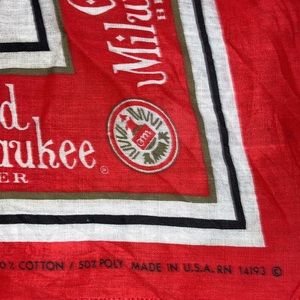 Milw
d
aukee ®
ER
0% COTTON / 50% POLY MADE IN U.S.A. RN 14193 ©